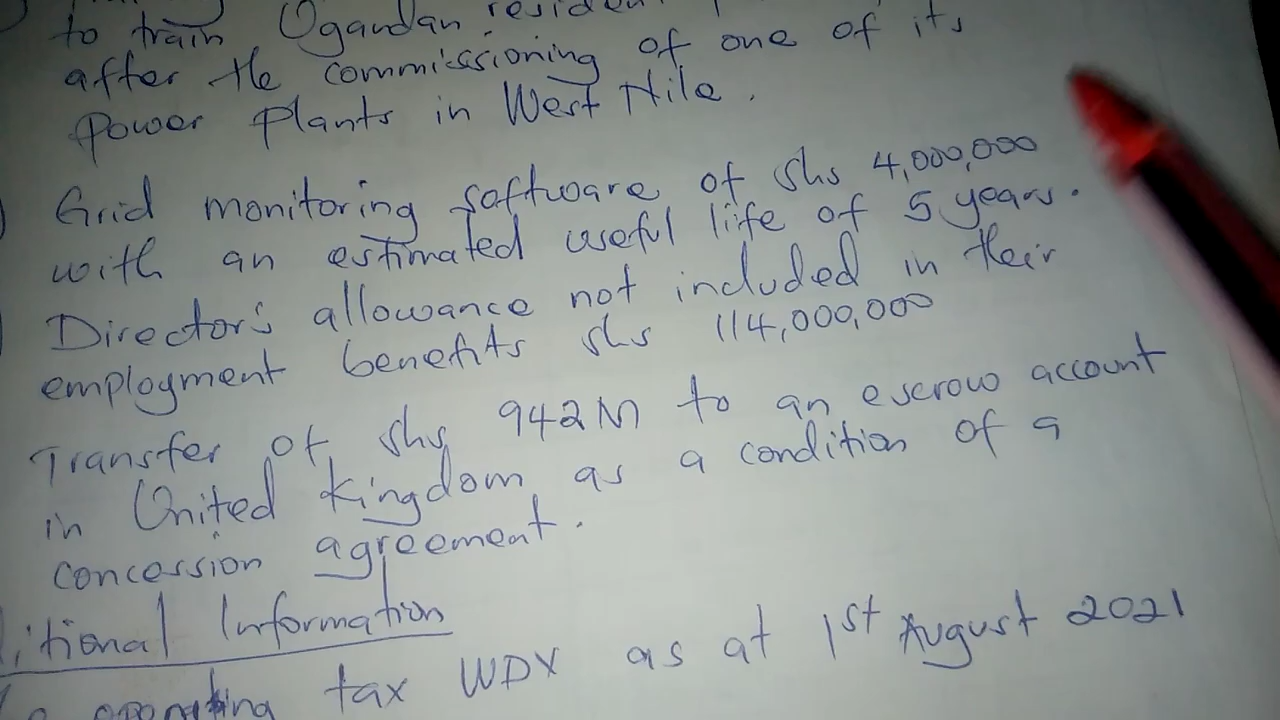 to train Ugandan
after the commissioning of one of its
Power Plants in West Nile.
Grid monitoring software of shs 4,000,000
with an estimated useful life of 5 years.
Director's allowance not included in their
employment benefits shs 114,000,000
Transfer of shs 942M to an escrow account
in United Kingdom as a condition of a
concession agreement.
itional Information
tax WDV as at 1st August 2021